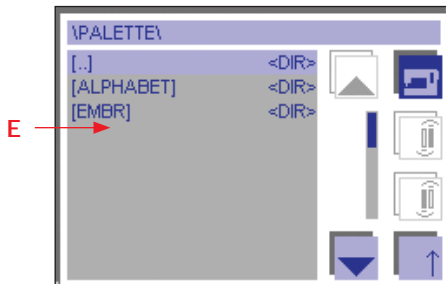 \PALETTE\
[..] <DIR>
[ALPHABET] <DIR>
[EMBR] <DIR>
E